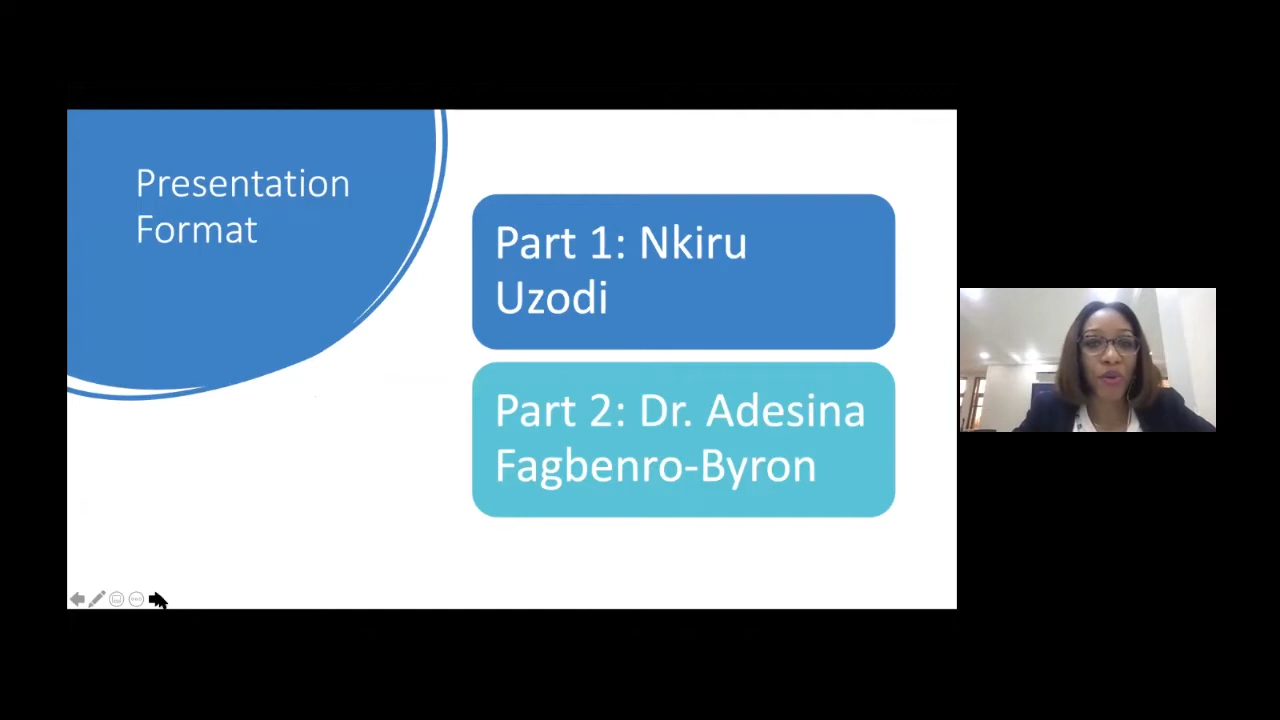 Presentation
Format
Part 1: Nkiru
Uzodi
Part 2: Dr. Adesina
Fagbenro-Byron